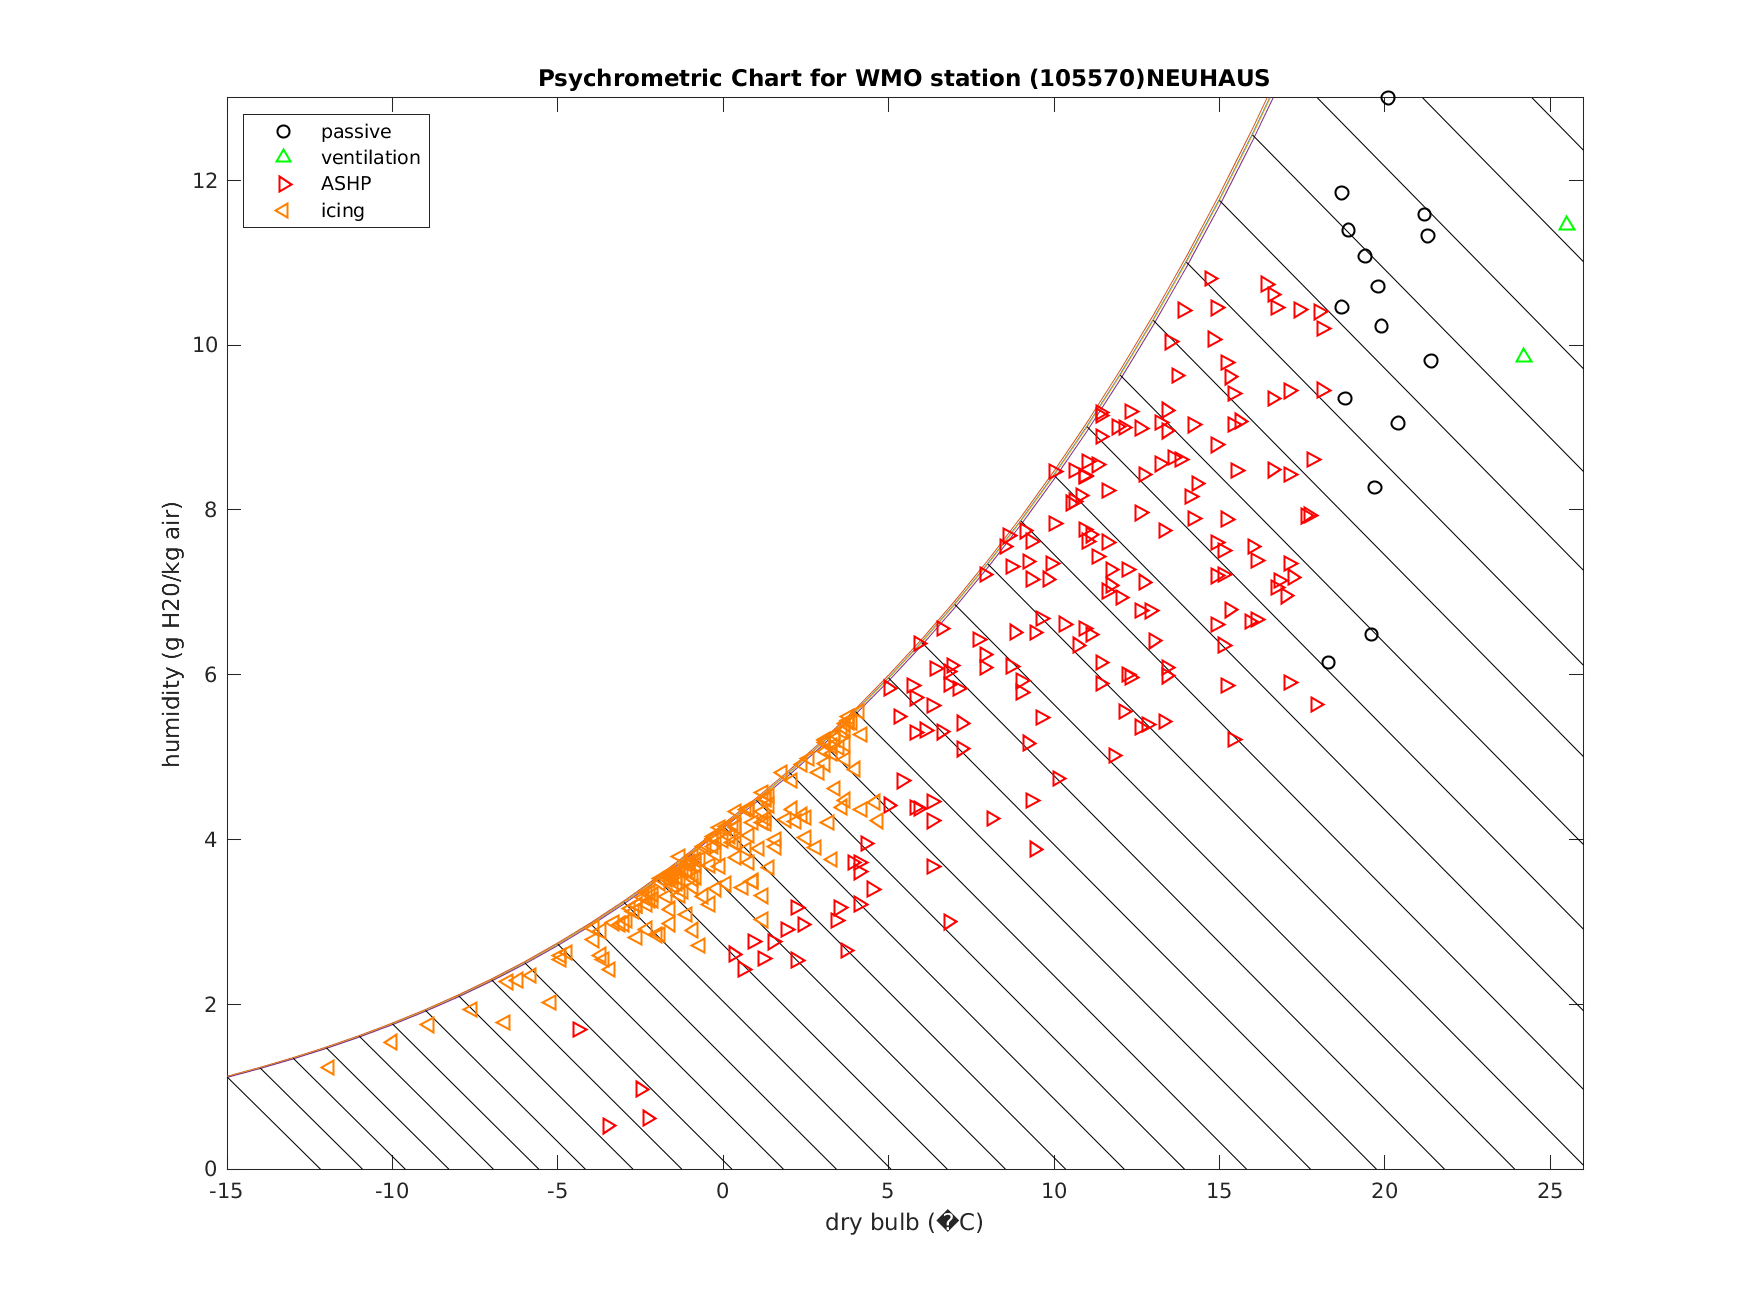 Psychrometric Chart for WMO station (105570)NEUHAUS
passive
ventilation
ASHP
icing
humidity (g H20/kg air)
12
10
8
6
4
2
0
-15 -10 -5 0 5 10 15 20 25
dry bulb (�C)